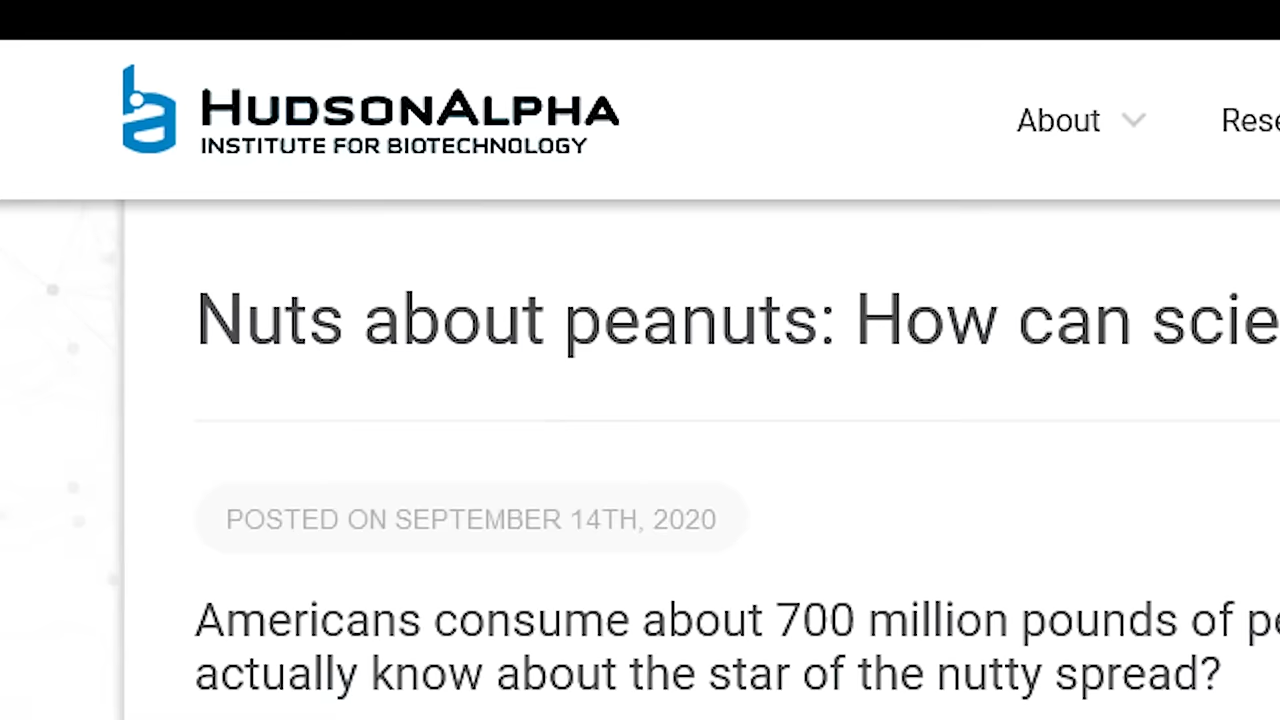 HUDSONALPHA
INSTITUTE FOR BIOTECHNOLOGY
About
Nuts about peanuts: How can
POSTED ON SEPTEMBER 14TH, 2020
Americans consume about 700 million pounds of
actually know about the star of the nutty spread?